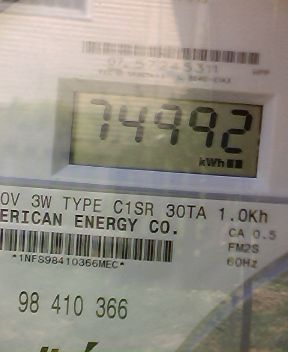 74992
kWh
0V 3W TYPE C1SR 30TA 1.0Kh
ERICAN ENERGY CO.
CA 0.5
FM2S
60Hz
*1NFS98410366MEC*
98 410 366